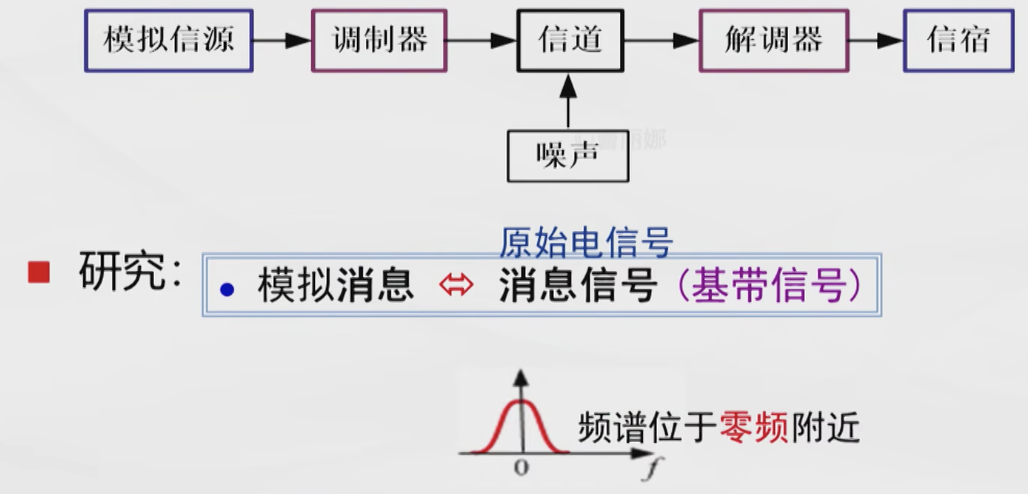 模拟信源 调制器 信道 解调器 信宿
噪声
研究：
原始电信号
模拟消息 ⇔ 消息信号（基带信号）
频谱位于零频附近
0 f